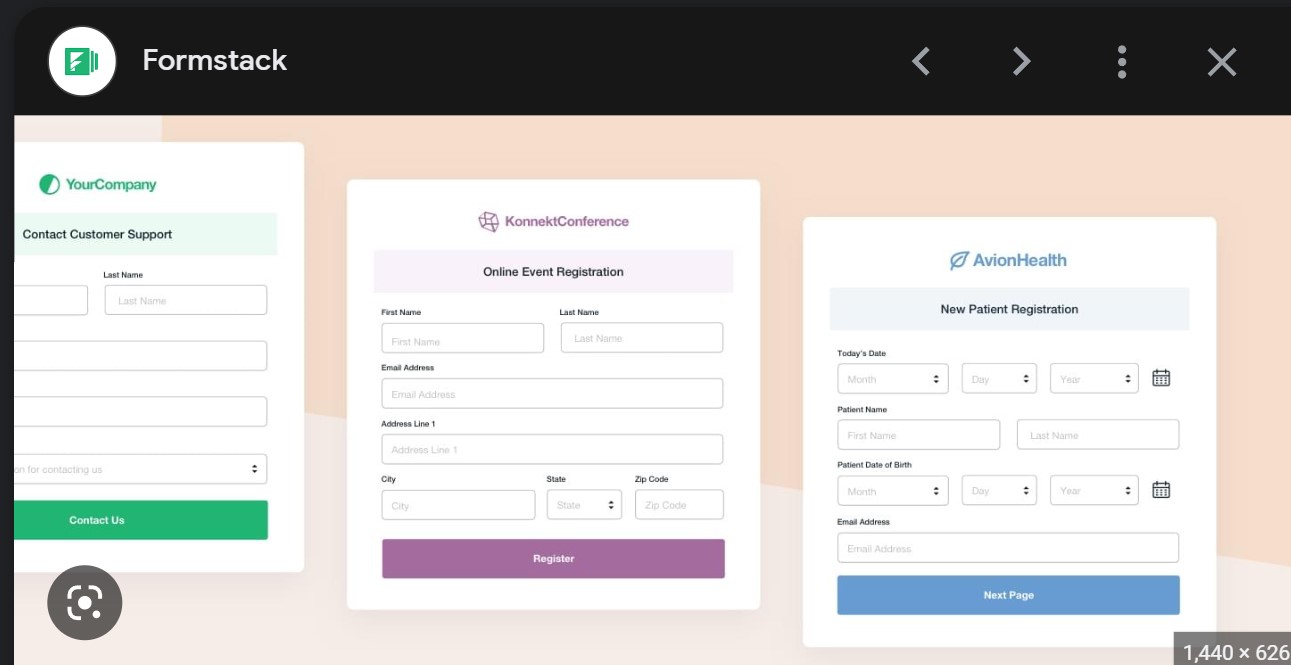 Formstack
YourCompany
Contact Customer Support
Last Name
Last Name
on for contacting us
Contact Us
KonnektConference
Online Event Registration
First Name
Last Name
First Name
Last Name
Email Address
Email Address
Address Line 1
Address Line 1
City
State
Zip Code
City
State
Zip Code
Register
AvionHealth
New Patient Registration
Today's Date
Month
Day
Year
Patient Name
First Name
Last Name
Patient Date of Birth
Month
Day
Year
Email Address
Email Address
Next Page
1,440 × 626